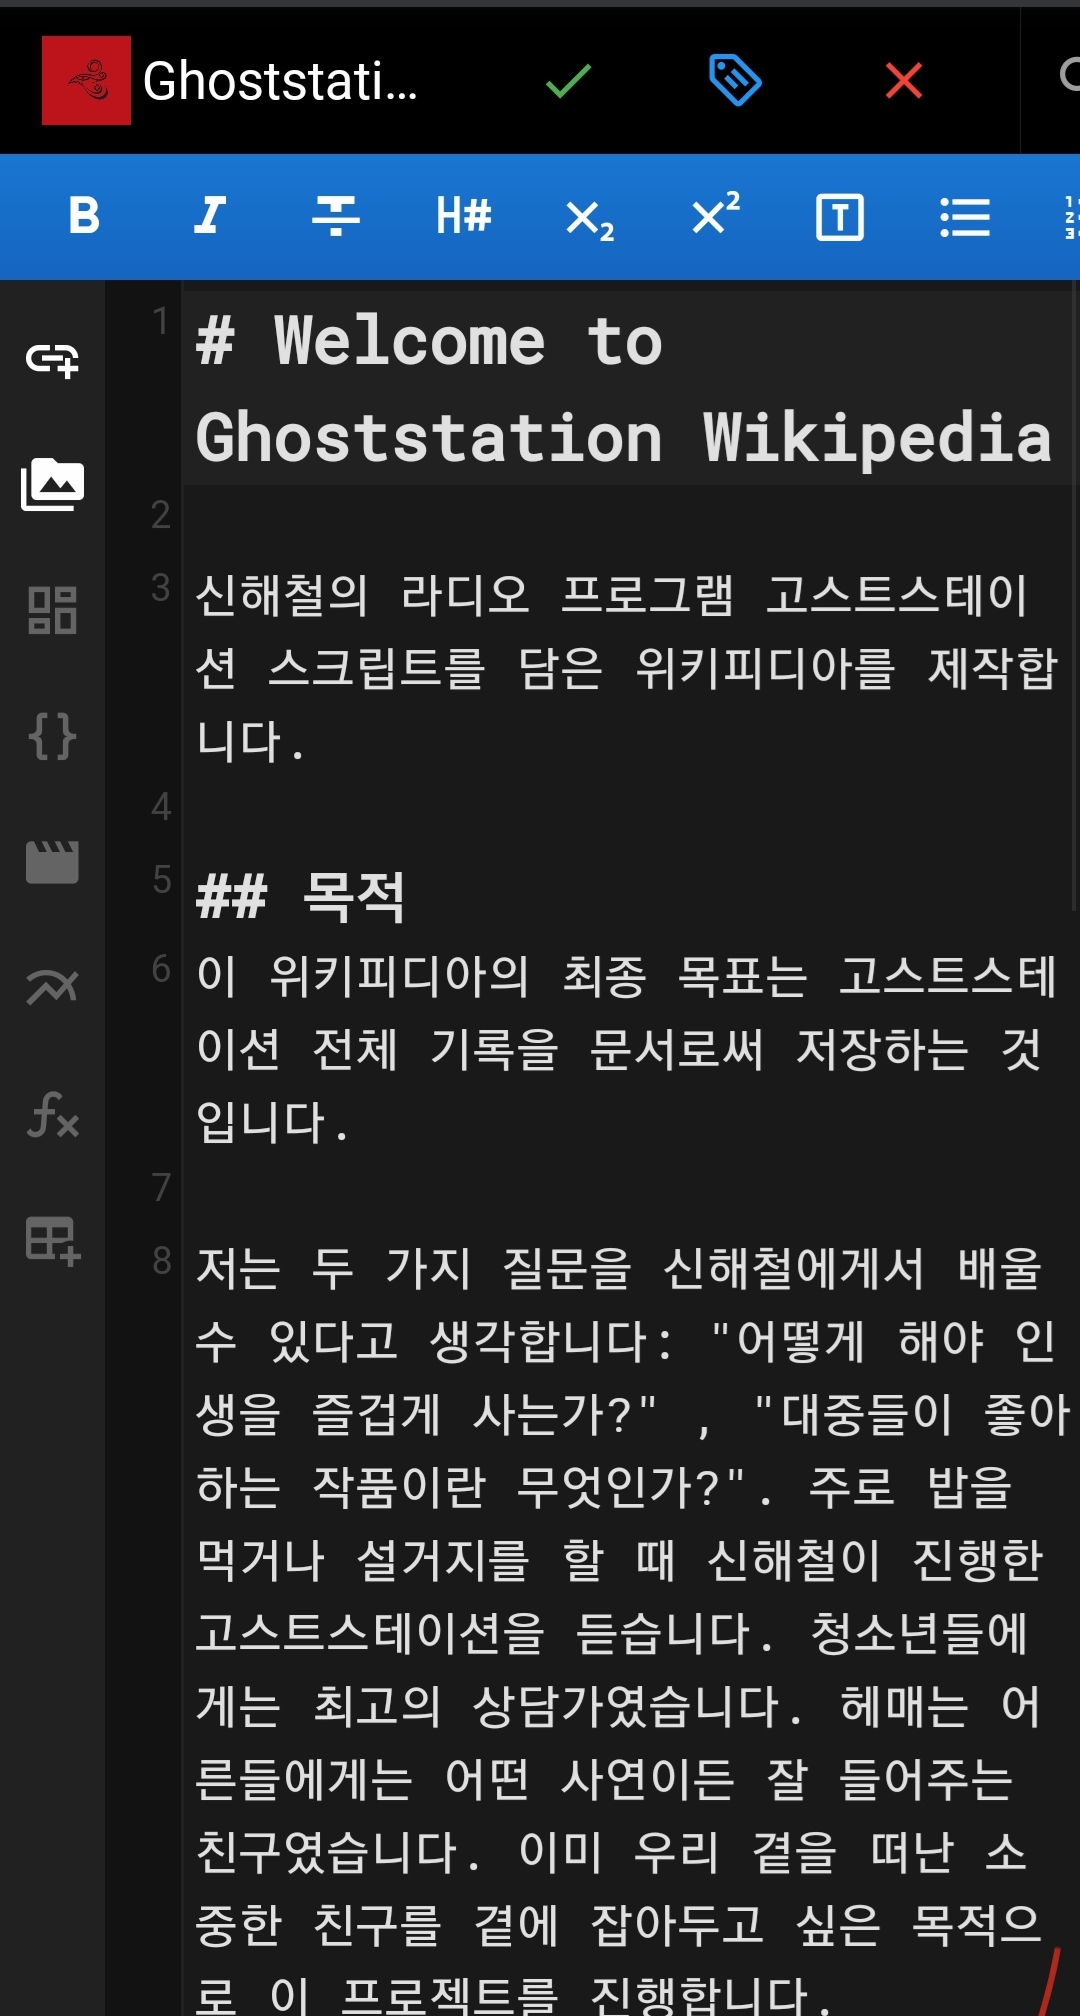 Ghoststati...
B I H# X2 X2 T
1 # Welcome to
Ghoststation Wikipedia
2
3 신해철의 라디오 프로그램 고스트스테이
션 스크립트를 담은 위키피디아를 제작합
니다.
4
5 ## 목적
6 이 위키피디아의 최종 목표는 고스트스테
이션 전체 기록을 문서로써 저장하는 것
입니다.
7
8 저는 두 가지 질문을 신해철에게서 배울
수 있다고 생각합니다: "어떻게 해야 인
생을 즐겁게 사는가?" , "대중들이 좋아
하는 작품이란 무엇인가?". 주로 밥을
먹거나 설거지를 할 때 신해철이 진행한
고스트스테이션을 듣습니다. 청소년들에
게는 최고의 상담가였습니다. 헤매는 어
른들에게는 어떤 사연이든 잘 들어주는
친구였습니다. 이미 우리 곁을 떠난 소
중한 친구를 곁에 잡아두고 싶은 목적으
로 이 프로젝트를 진행합니다.